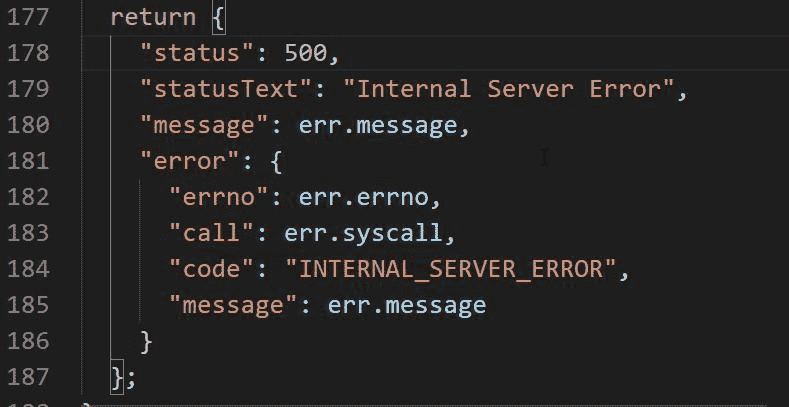 177 return {
178 "status": 500,
179 "statusText": "Internal Server Error",
180 "message": err.message,
181 "error": {
182 "errno": err.errno,
183 "call": err.syscall,
184 "code": "INTERNAL_SERVER_ERROR",
185 "message": err.message
186 }
187 };